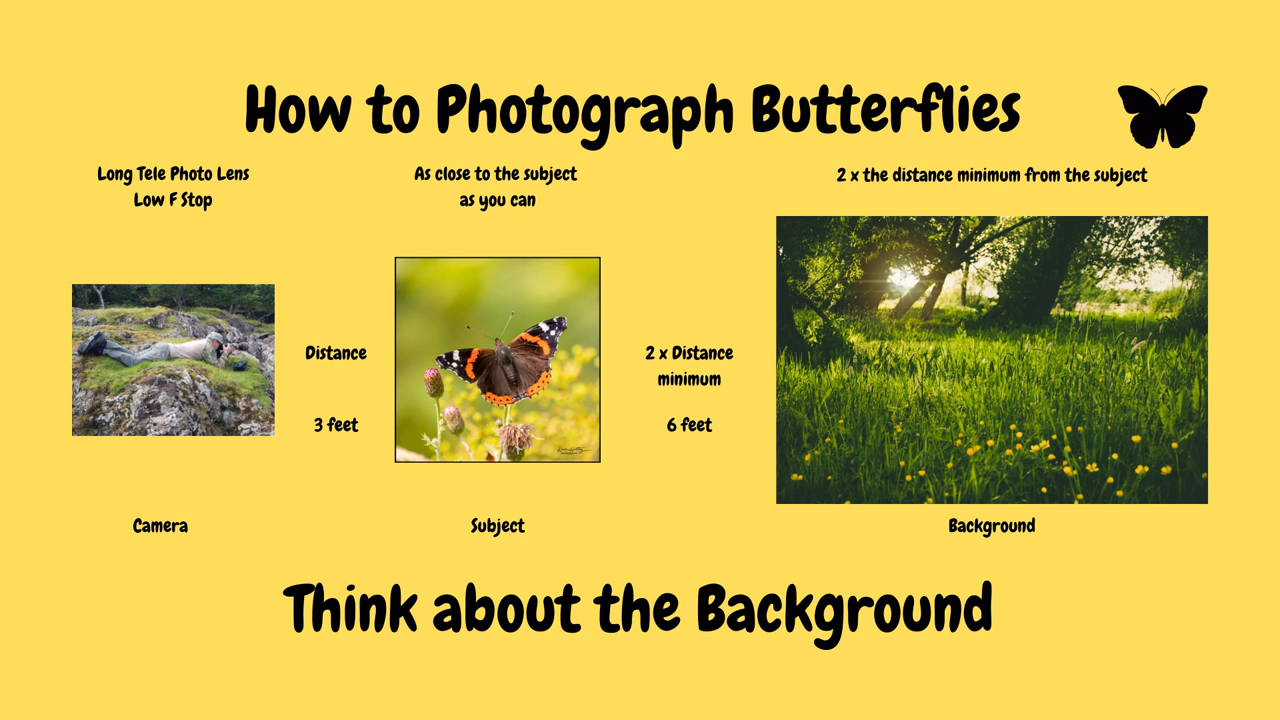 How to Photograph Butterflies
Long Tele Photo Lens
Low F Stop
As close to the subject
as you can
2 x the distance minimum from the subject
Distance
3 feet
2 x Distance
minimum
6 feet
Camera
Subject
Background
Think about the Background